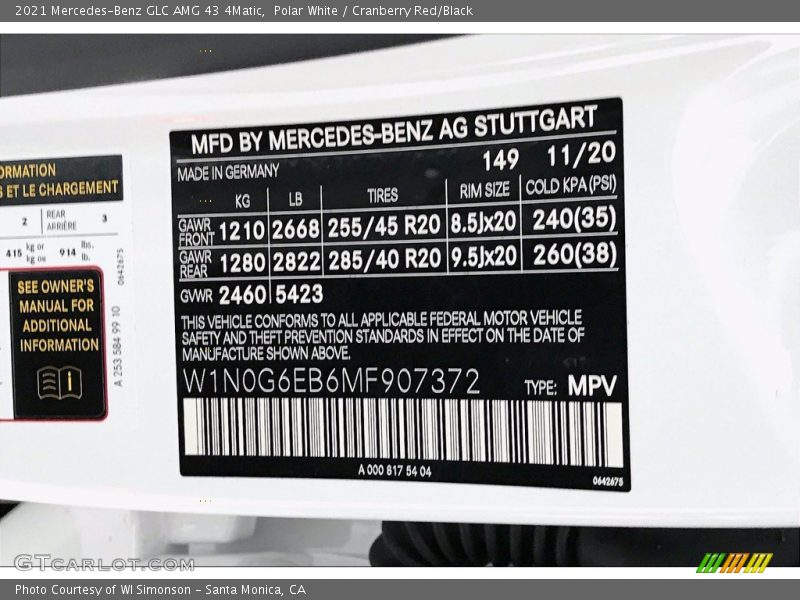 2021 Mercedes-Benz GLC AMG 43 4Matic,  Polar White / Cranberry Red/Black
ORMATION
S ET LE CHARGEMENT
2 REAR ARRIÈRE 3
415 kg or kg ou 914 lbs. lb.
SEE OWNER'S
MANUAL FOR
ADDITIONAL
INFORMATION
0642675
A 253 584 99 10
MFD BY MERCEDES-BENZ AG STUTTGART
MADE IN GERMANY 149 11/20
KG LB TIRES RIM SIZE COLD KPA(PSI)
GAWR FRONT 1210 2668 255/45 R20 8.5Jx20 240(35)
GAWR REAR 1280 2822 285/40 R20 9.5Jx20 260(38)
GVWR 2460 5423
THIS VEHICLE CONFORMS TO ALL APPLICABLE FEDERAL MOTOR VEHICLE
SAFETY AND THEFT PREVENTION STANDARDS IN EFFECT ON THE DATE OF
MANUFACTURE SHOWN ABOVE.
W1N0G6EB6MF907372 TYPE: MPV
A 000 817 54 04
0642675
GTCARLOT.COM
Photo Courtesy of WI Simonson - Santa Monica, CA